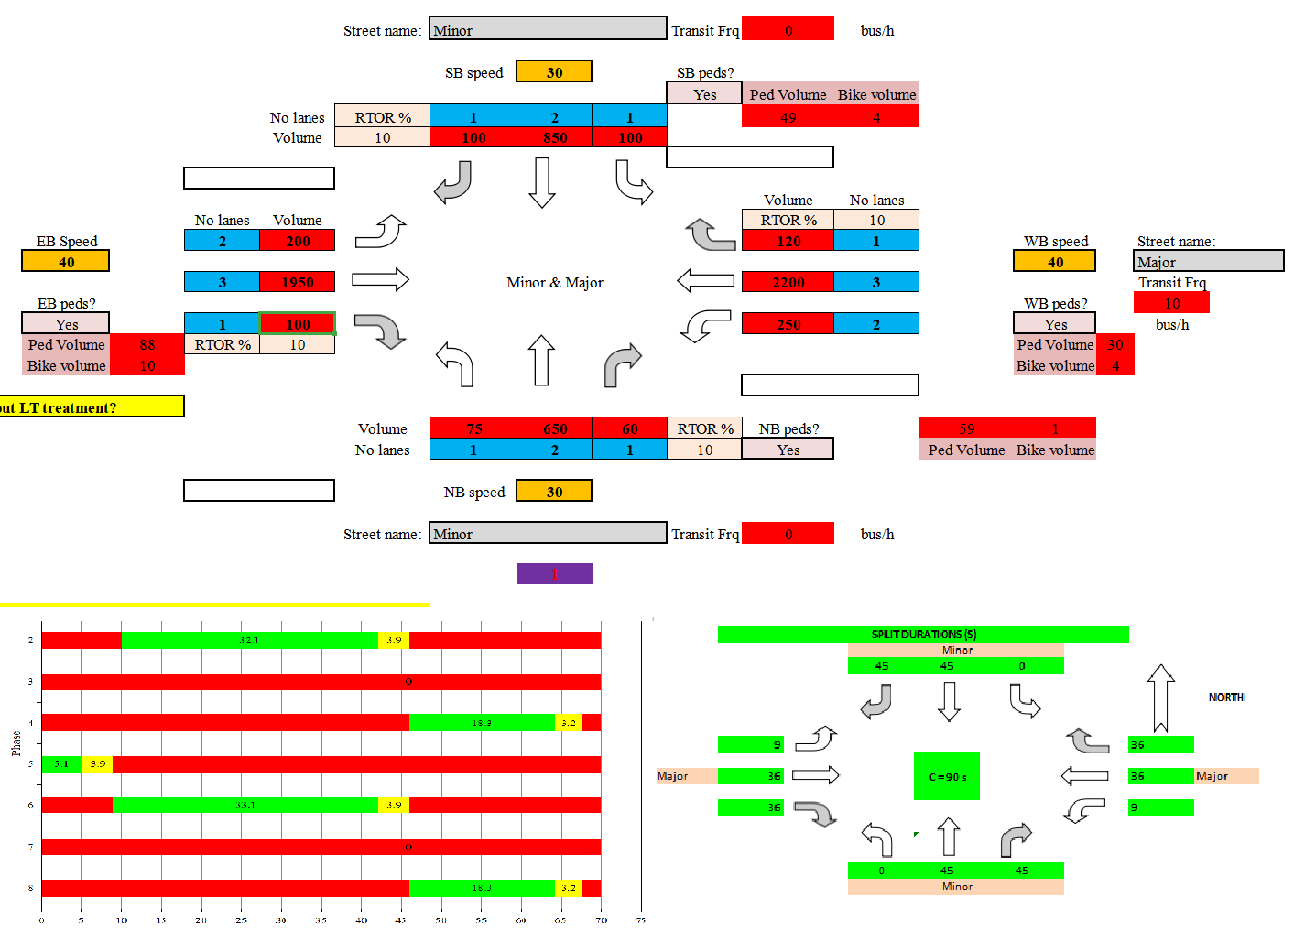 Street name: Minor Transit Frq 0 bus/h
SB speed 30 SB peds?
Yes Ped Volume Bike volume
No lanes RTOR % 1 2 1 49 4
Volume 10 100 850 100
Volume No lanes
No lanes Volume RTOR % 10
EB Speed 2 200 120 1 WB speed Street name:
40 40 Major
3 1950 Minor & Major 2200 3 Transit Frq
EB peds? WB peds? 10
Yes 1 100 250 2 Yes bus/h
Ped Volume 88 RTOR % 10 Ped Volume 30
Bike volume 10 Bike volume 4
out LT treatment?
Volume 75 650 60 RTOR % NB peds? 59 1
No lanes 1 2 1 10 Yes Ped Volume Bike volume
NB speed 30
Street name: Minor Transit Frq 0 bus/h
1
SPLIT DURATIONS (S)
Minor
45 45 0
NORTH
9 36
Major 36 C = 90 s 36 Major
36 9
0 45 45
Minor
Phase
2 32.1 3.9
3 0
4 18.3 3.2
5 5.1 3.9
6 33.1 3.9
7 0
8 18.3 3.2
0 5 10 15 20 25 30 35 40 45 50 55 60 65 70 75